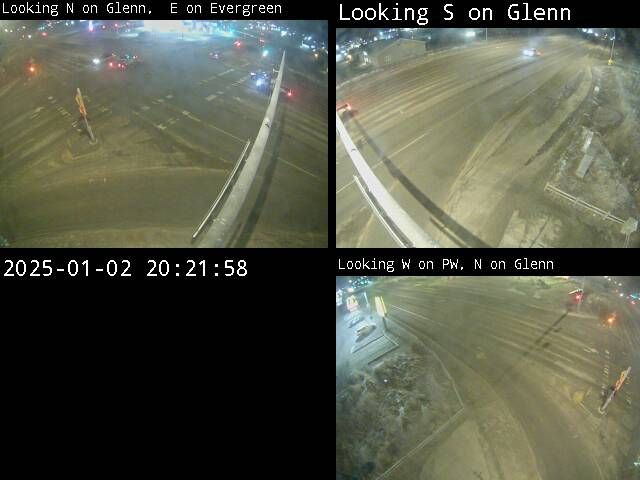 Looking N on Glenn,  E on Evergreen
Looking S on Glenn
2025-01-02 20:21:58
Looking W on PW, N on Glenn